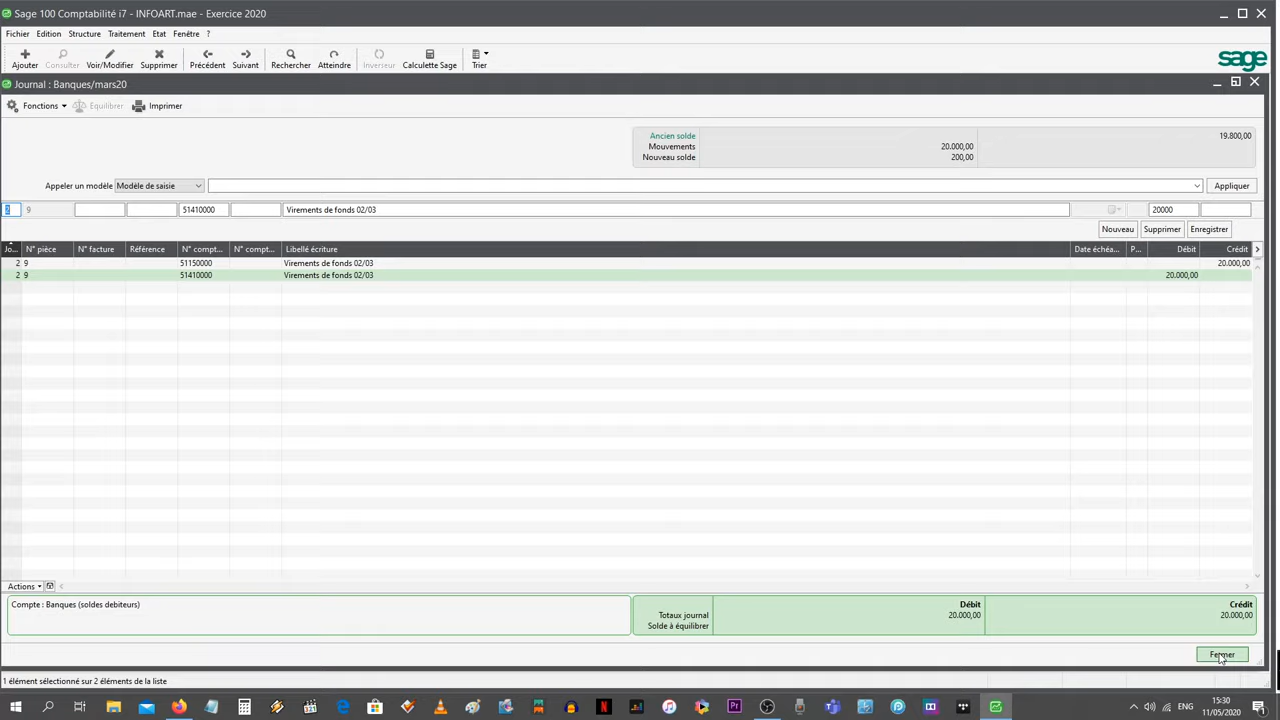 Sage 100 Comptabilité i7 - INFOART.mae - Exercice 2020
Fichier Edition Structure Traitement Etat Fenêtre ?
Ajouter Consulter Voir/Modifier Supprimer Précédent Suivant Rechercher Atteindre Inverseur Calculette Sage Trier
sage
Journal : Banques/mars20
Fonctions Equilibrer Imprimer
Ancien solde 19.800,00
Mouvements 20.000,00
Nouveau solde 200,00
Appeler un modèle Modèle de saisie Appliquer
2 9 51410000 Virements de fonds 02/03 20000
Nouveau Supprimer Enregistrer
Jo... N° pièce N° facture Référence N° compt... N° compt... Libellé écriture Date échéa... P... Débit Crédit
2 9 51150000 Virements de fonds 02/03 20.000,00
2 9 51410000 Virements de fonds 02/03 20.000,00
Actions
Compte : Banques (soldes debiteurs)
Débit Crédit
Totaux journal 20.000,00 20.000,00
Solde à équilibrer
Fermer
1 élément sélectionné sur 2 éléments de la liste
ENG
15:30
11/05/2020